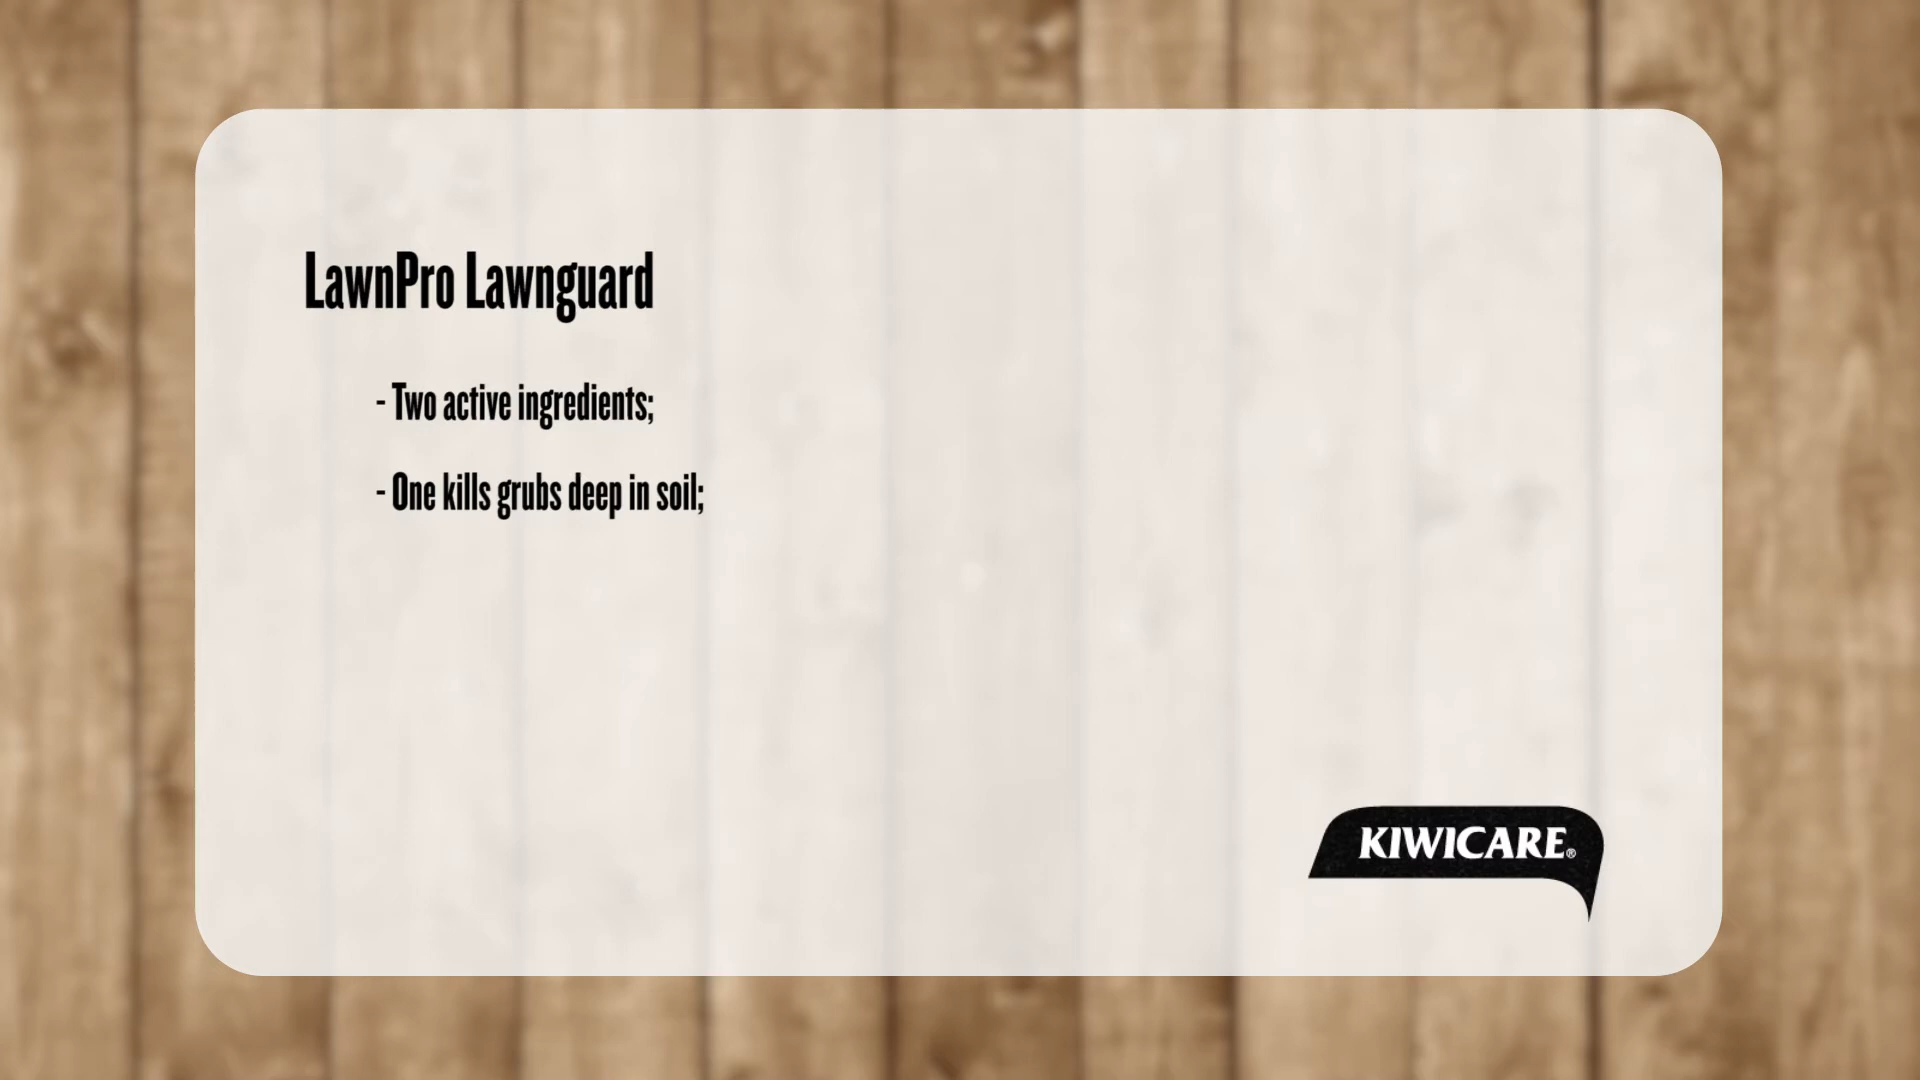 LawnPro Lawnguard
- Two active ingredients;
- One kills grubs deep in soil;
KIWICARE®